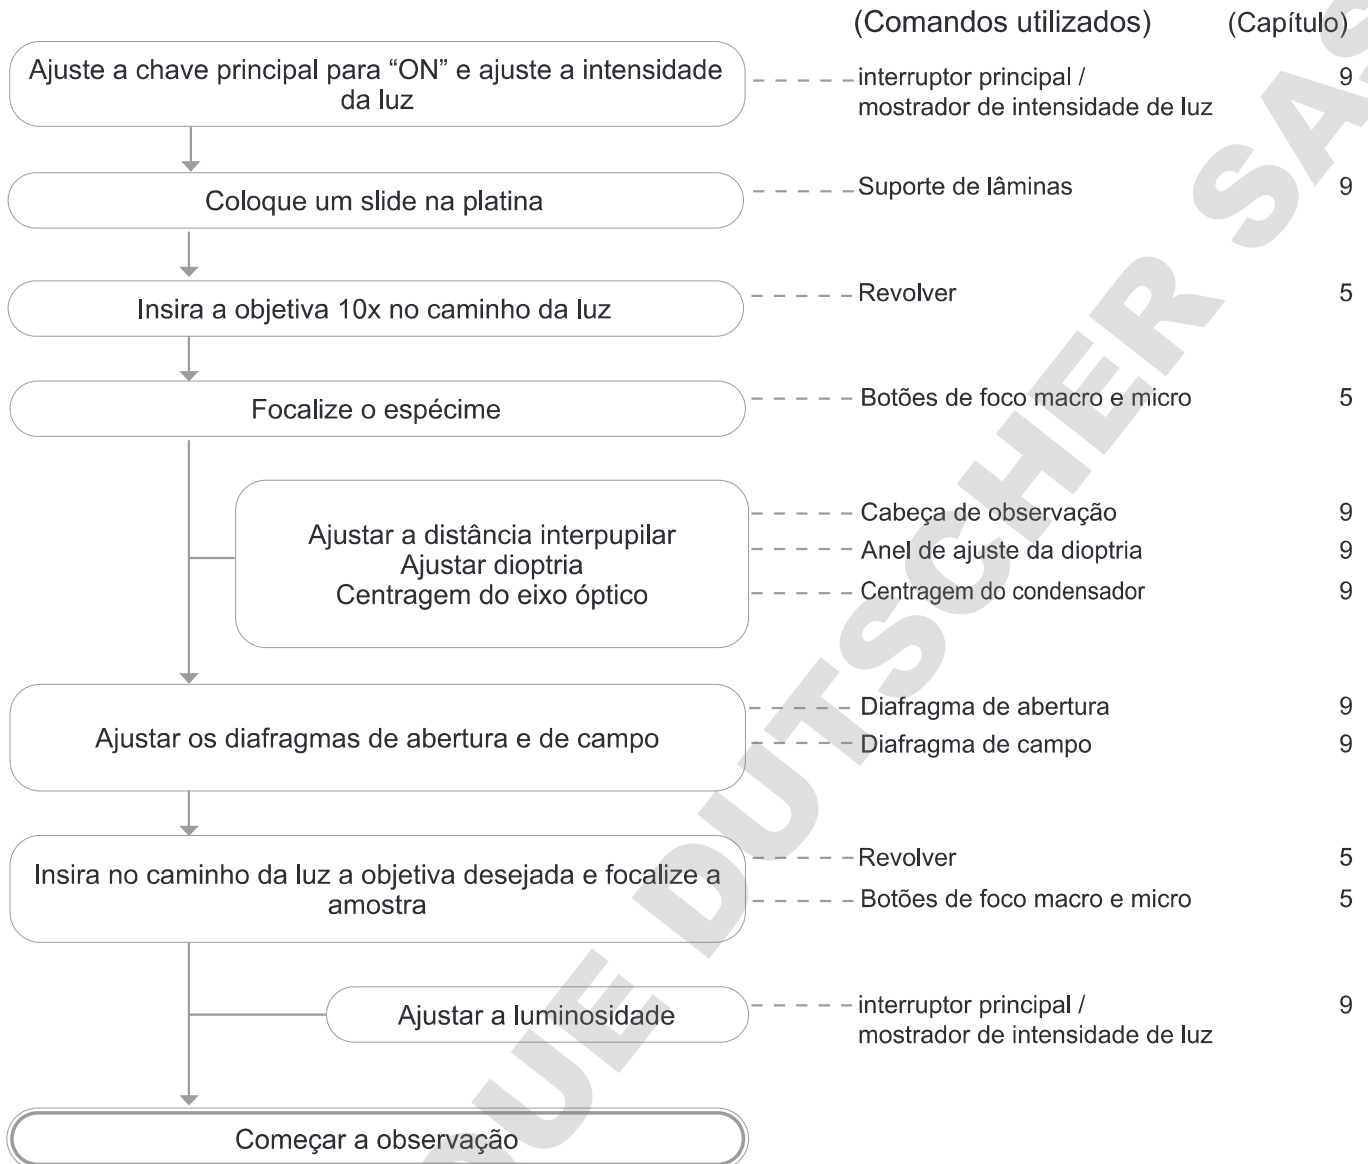 (Comandos utilizados) (Capítulo)
Ajuste a chave principal para “ON” e ajuste a intensidade
da luz
interruptor principal / 9
mostrador de intensidade de luz
Coloque um slide na platina
Suporte de lâminas 9
Insira a objetiva 10x no caminho da luz
Revolver 5
Focalize o espécime
Botões de foco macro e micro 5
Ajustar a distância interpupilar
Ajustar dioptria
Centragem do eixo óptico
Cabeça de observação 9
Anel de ajuste da dioptria 9
Centragem do condensador 9
Ajustar os diafragmas de abertura e de campo
Diafragma de abertura 9
Diafragma de campo 9
Insira no caminho da luz a objetiva desejada e focalize a
amostra
Revolver 5
Botões de foco macro e micro 5
Ajustar a luminosidade
interruptor principal / 9
mostrador de intensidade de luz
Começar a observação
DUE DUTSCHER SAS